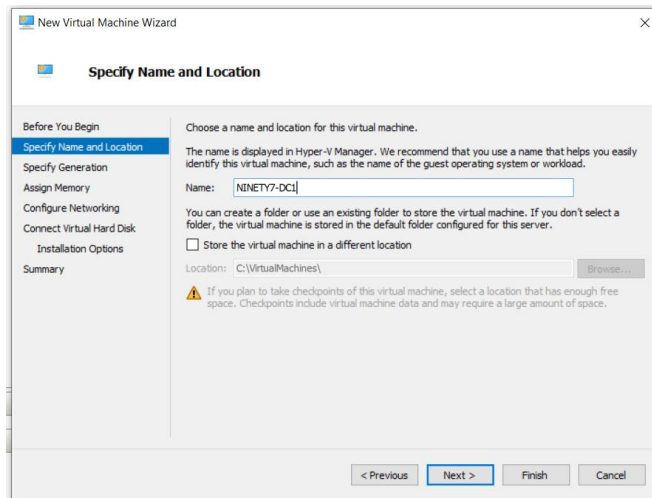 New Virtual Machine Wizard
Specify Name and Location
Before You Begin
Specify Name and Location
Specify Generation
Assign Memory
Configure Networking
Connect Virtual Hard Disk
Installation Options
Summary
Choose a name and location for this virtual machine.
The name is displayed in Hyper-V Manager. We recommend that you use a name that helps you easily
identify this virtual machine, such as the name of the guest operating system or workload.
Name: NINETY7-DC1
You can create a folder or use an existing folder to store the virtual machine. If you don't select a
folder, the virtual machine is stored in the default folder configured for this server.
Store the virtual machine in a different location
Location: C:\VirtualMachines\ Browse...
If you plan to take checkpoints of this virtual machine, select a location that has enough free
space. Checkpoints include virtual machine data and may require a large amount of space.
< Previous Next > Finish Cancel